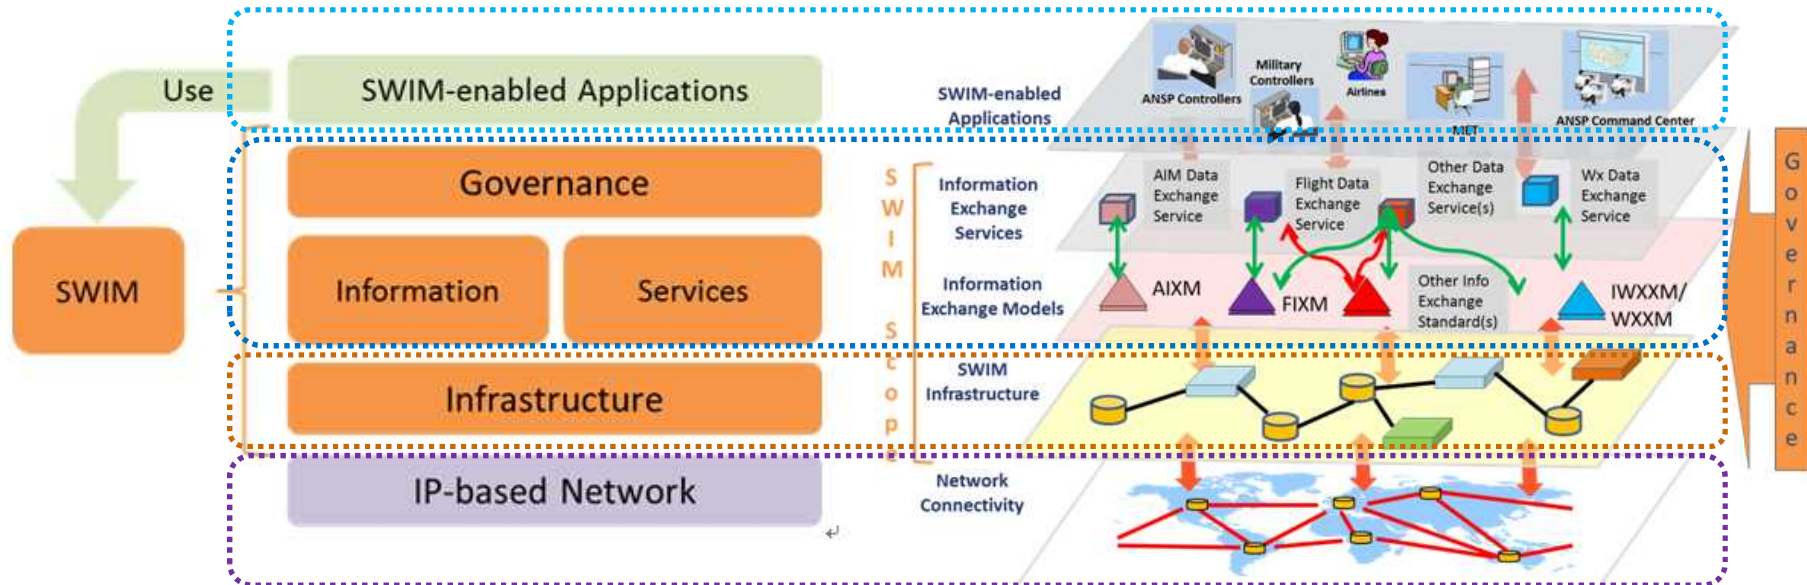 Use
SWIM-enabled Applications
Governance
Information
Services
SWIM
Infrastructure
IP-based Network
SWIM Scope
SWIM-enabled
Applications
Information
Exchange
Services
Information
Exchange Models
SWIM
Infrastructure
Network
Connectivity
ANSP Controllers
Military
Controllers
Airlines
MET
ANSP Command Center
AIM Data
Exchange
Service
Flight Data
Exchange
Service
Other Data
Exchange
Service(s)
Wx Data
Exchange
Service
AIXM
FIXM
Other Info
Exchange
Standard(s)
IWXXM/
WXXM
Governance